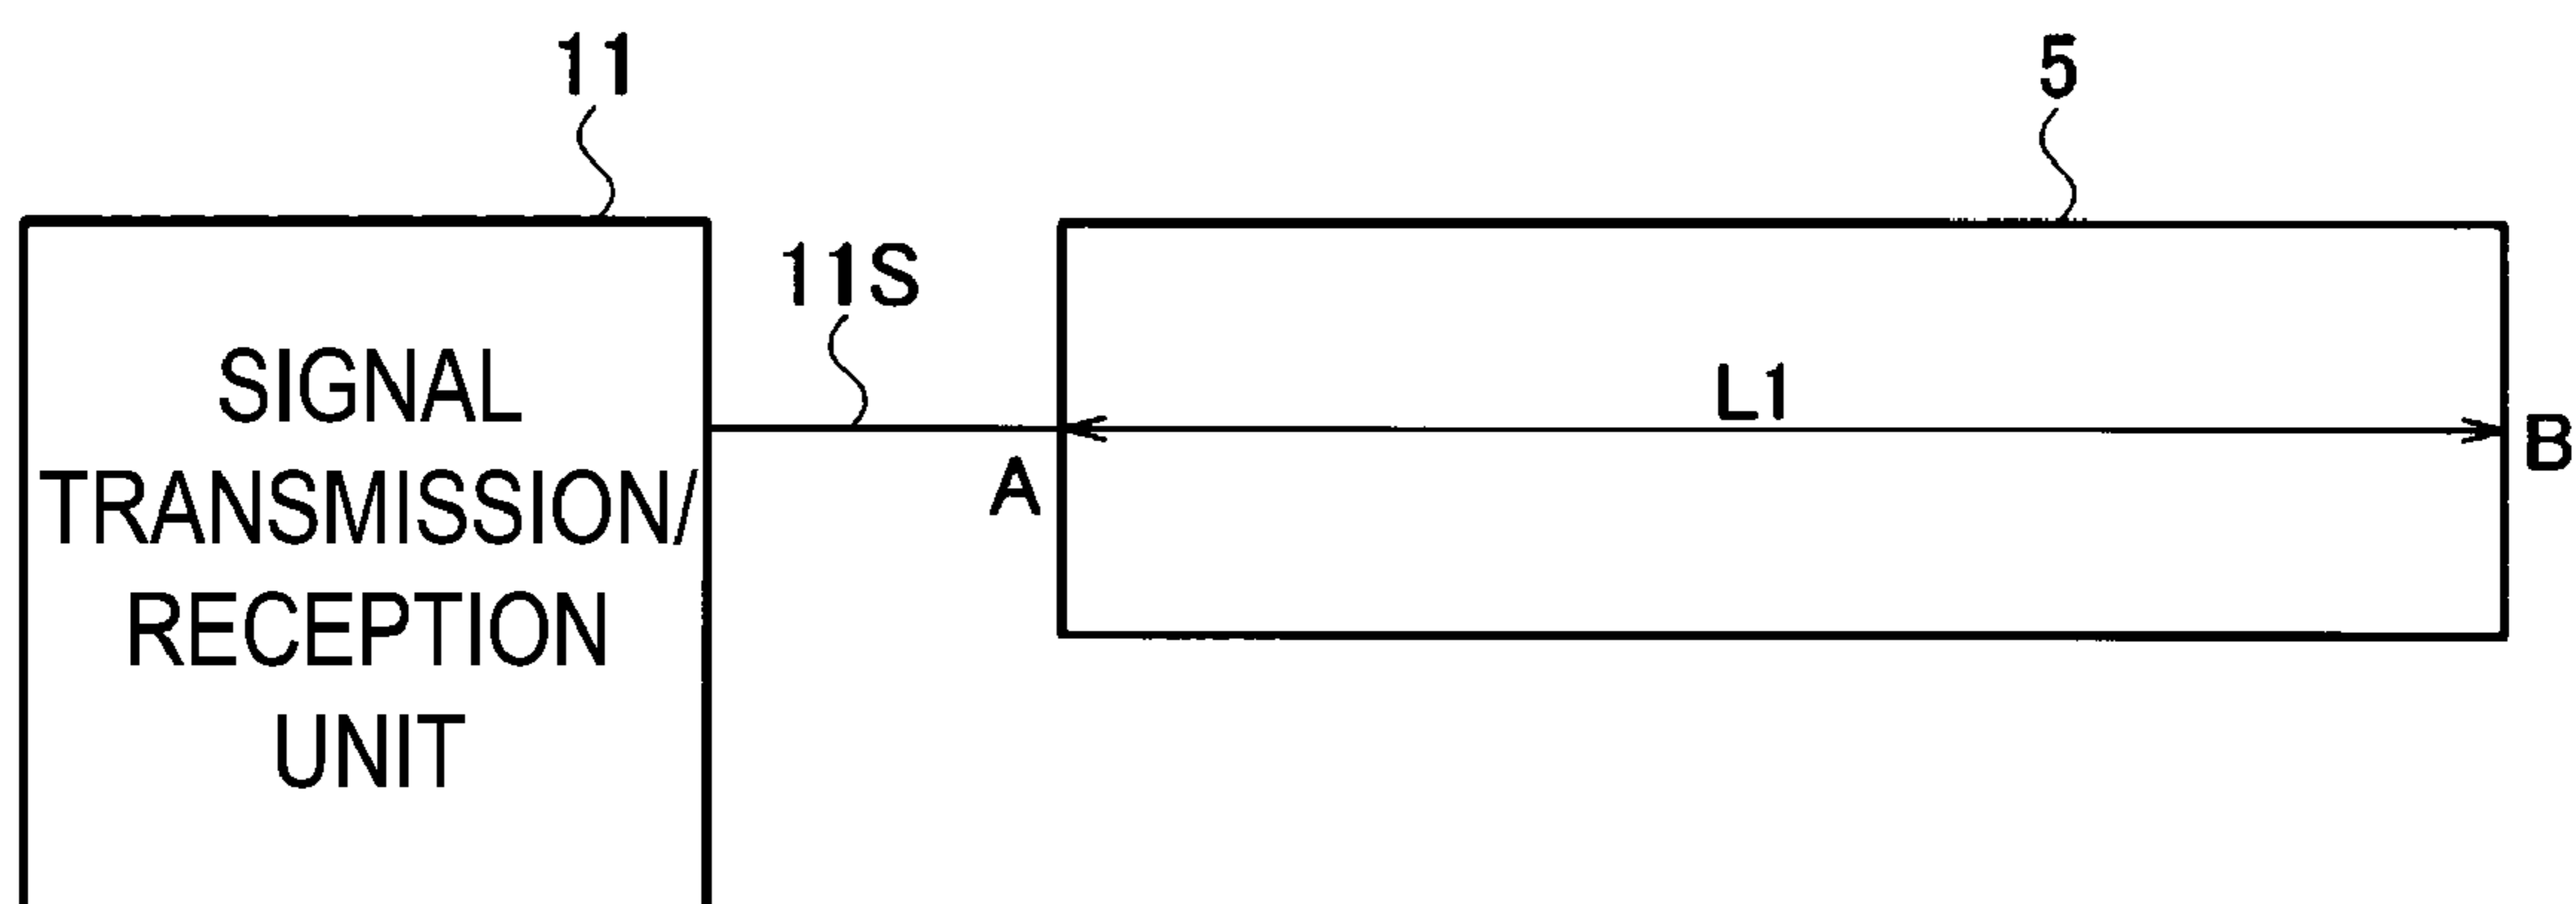 11
5
11S
SIGNAL
TRANSMISSION/
RECEPTION
UNIT
L1
A
B